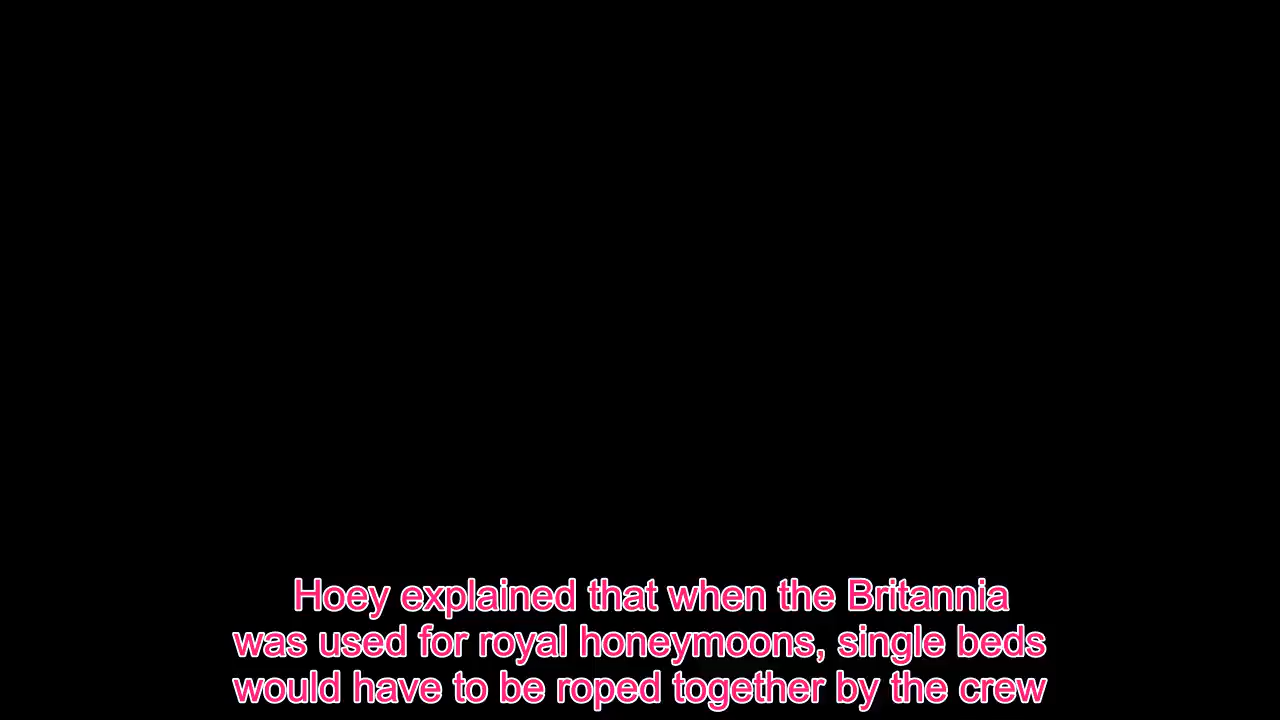 Hoey explained that when the Britannia
was used for royal honeymoons, single beds
would have to be roped together by the crew